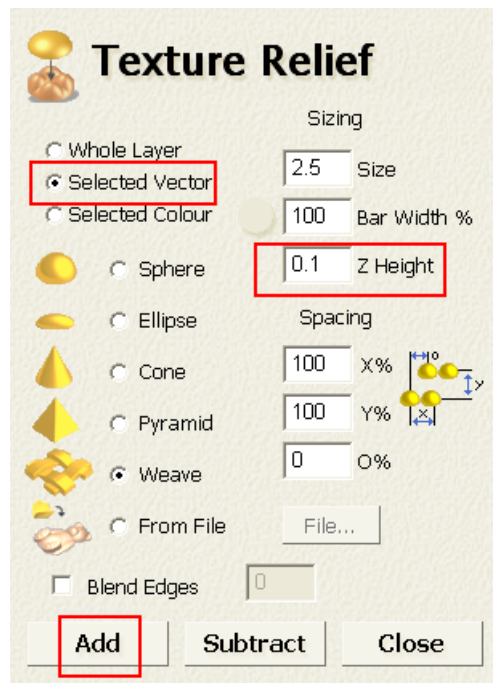 Texture Relief
Sizing
Whole Layer
Selected Vector
Selected Colour
2.5 Size
100 Bar Width %
0.1 Z Height
Sphere
Ellipse
Cone
Pyramid
Weave
From File
Spacing
100 X%
100 Y%
0 O%
o
y
x
File...
Blend Edges 0
Add Subtract Close